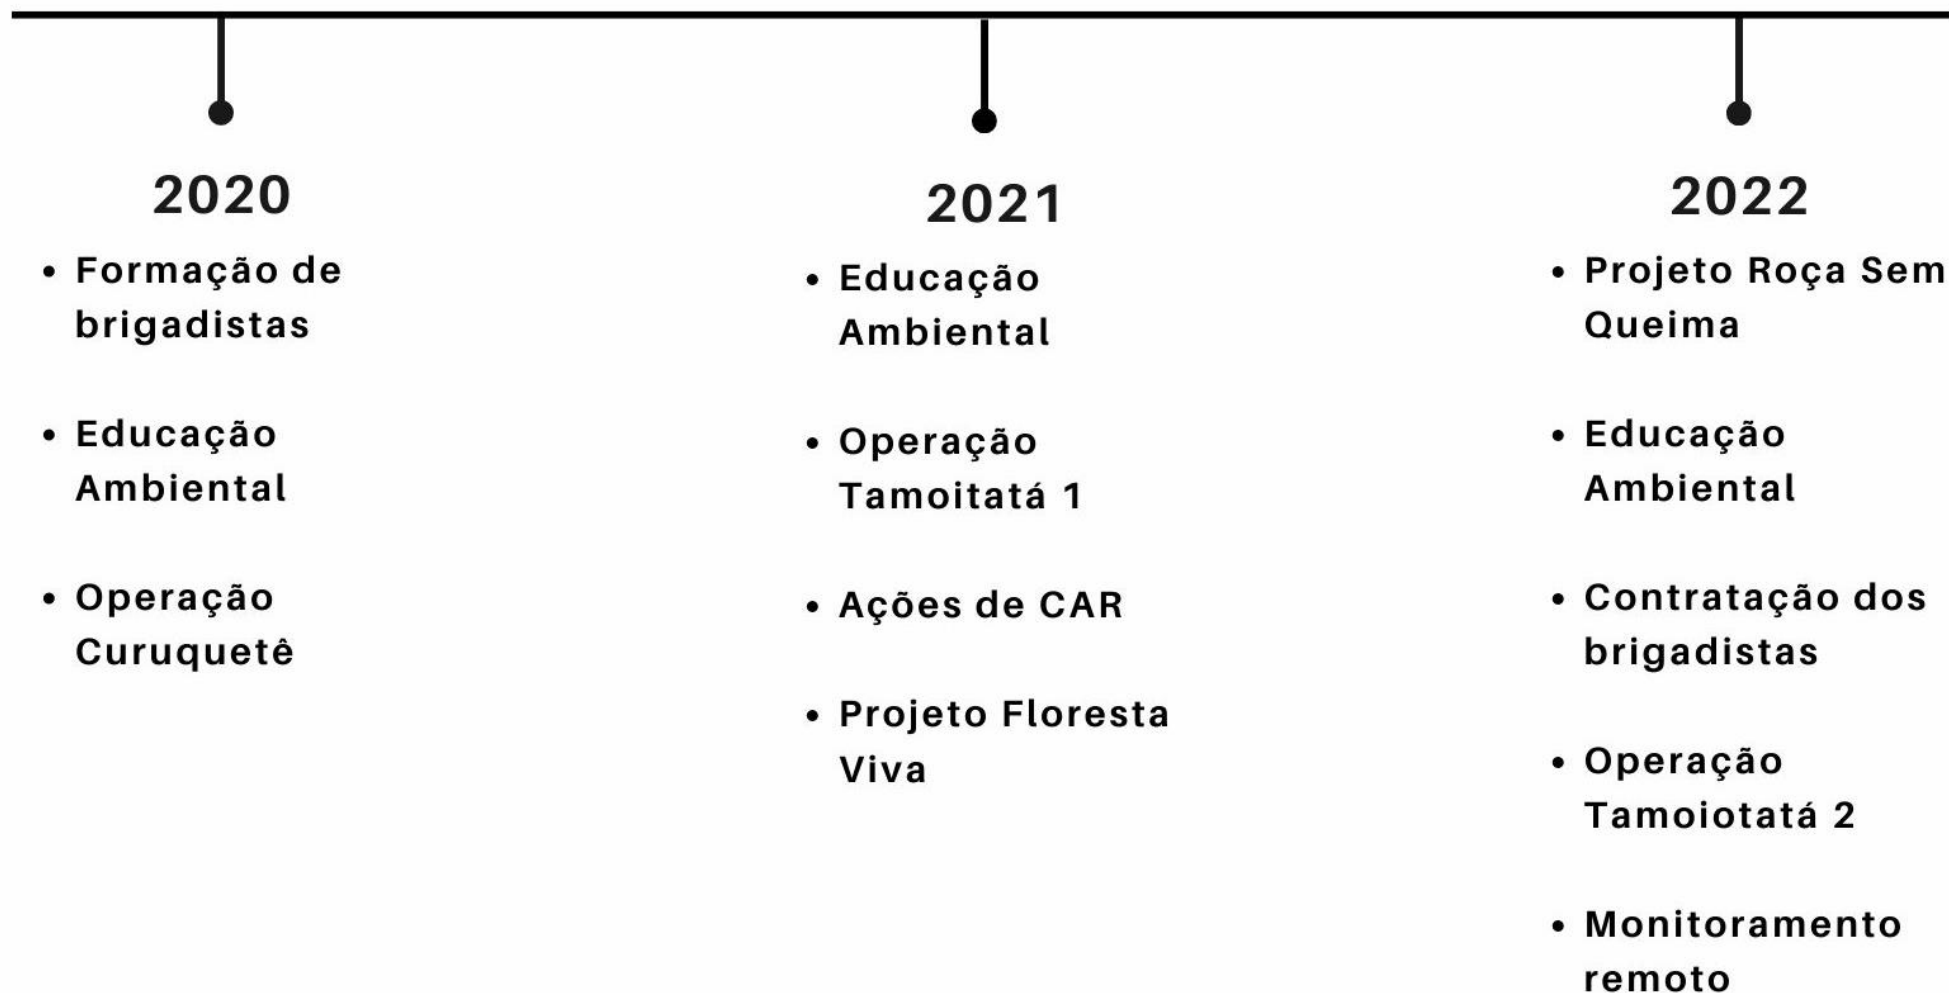 2020
• Formação de
brigadistas
• Educação
Ambiental
• Operação
Curuquetê
2021
• Educação
Ambiental
• Operação
Tamoitatá 1
• Ações de CAR
• Projeto Floresta
Viva
2022
• Projeto Roça Sem
Queima
• Educação
Ambiental
• Contratação dos
brigadistas
• Operação
Tamoiotatá 2
• Monitoramento
remoto